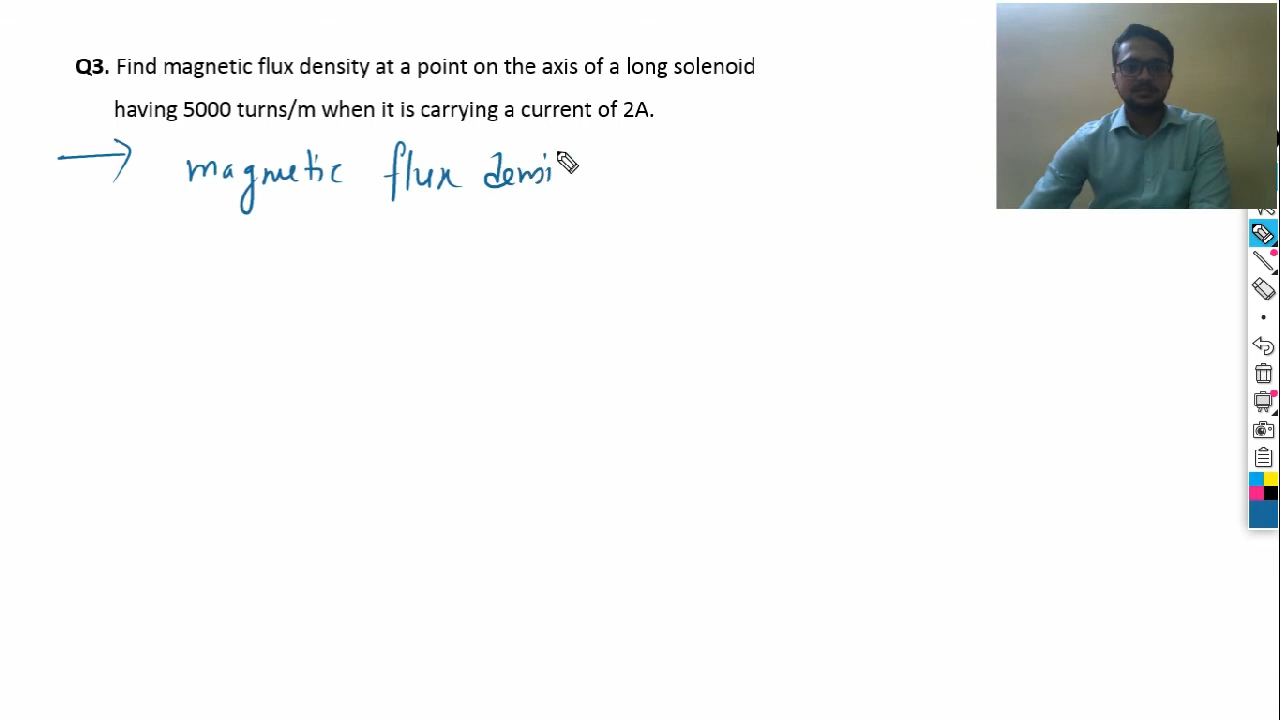 Q3. Find magnetic flux density at a point on the axis of a long solenoid
having 5000 turns/m when it is carrying a current of 2A.
→ magnetic flux densi